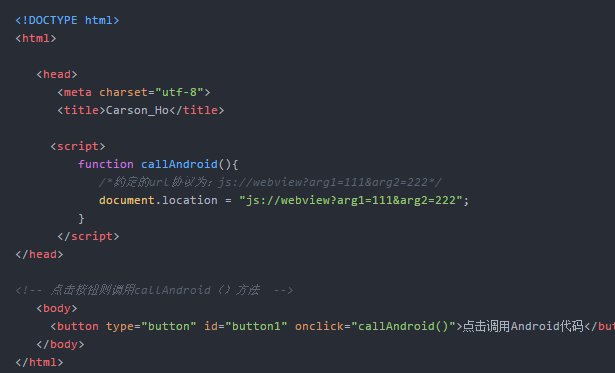 <!DOCTYPE html>
<html>
<head>
<meta charset="utf-8">
<title>Carson_Ho</title>
<script>
function callAndroid(){
/*约定的url协议为：js://webview?arg1=111&arg2=222*/
document.location = "js://webview?arg1=111&arg2=222";
}
</script>
</head>
<!-- 点击按钮则调用callAndroid（）方法  -->
<body>
<button type="button" id="button1" onclick="callAndroid()">点击调用Android代码</but
</body>
</html>